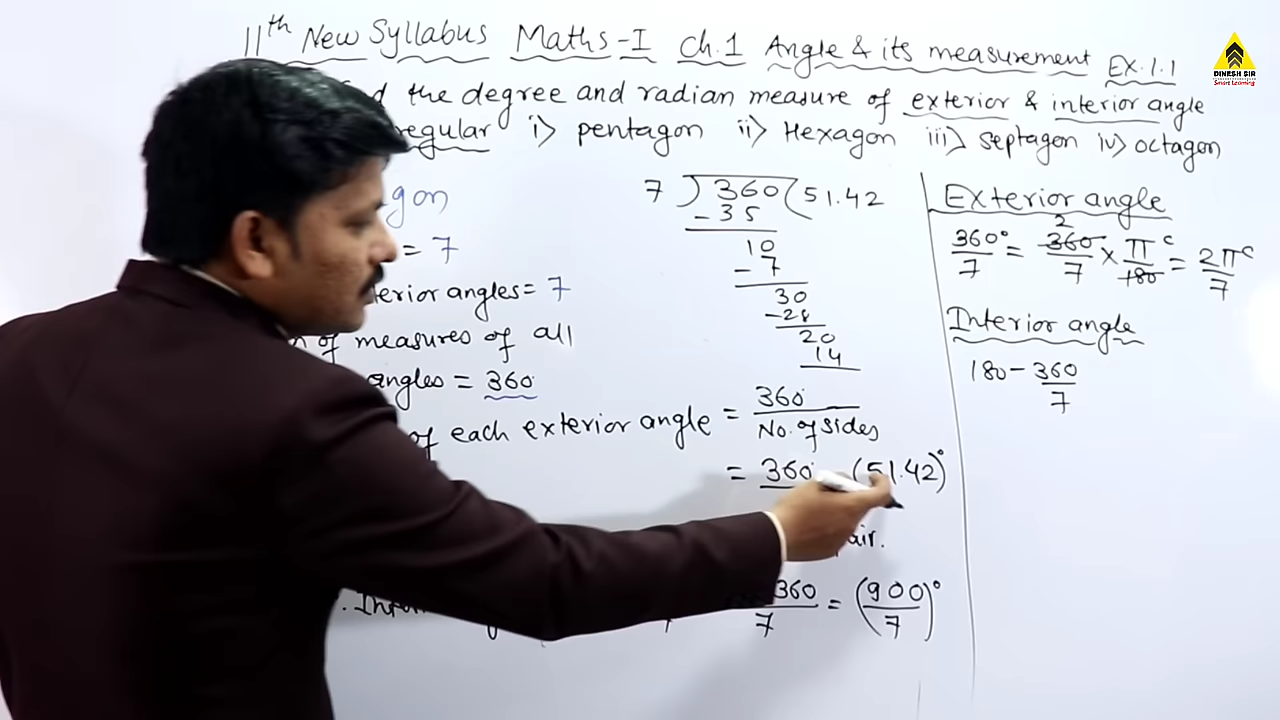 11th New Syllabus Maths-I Ch.1 Angle & its measurement EX.1.1
the degree and radian measure of exterior & interior angle
regular i> pentagon ii> Hexagon iii> septagon iv> octagon
gon
= 7
erior angles = 7
of measures of all
angles = 360°
of each exterior angle = 360° / No. of sides
= 360° (51.42)°
air.
360 / 7 = (900 / 7)°
7 ) 360 ( 51.42
-35
10
-7
30
-28
20
14
Exterior angle
360° / 7 = 2 360 / 7 × π^c / 180 = 2π^c / 7
Interior angle
180 - 360 / 7
DINESH SIR
Smart Learning